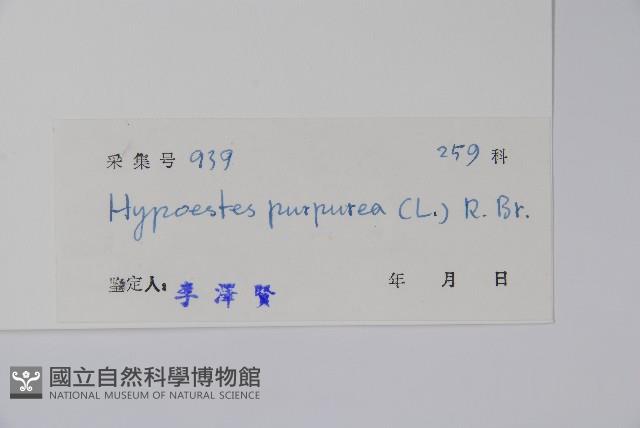 采集号 939 259 科
Hypoestes purpurea (L.) R. Br.
鉴定人: 李澤賢 年 月 日
國立自然科學博物館
NATIONAL MUSEUM OF NATURAL SCIENCE